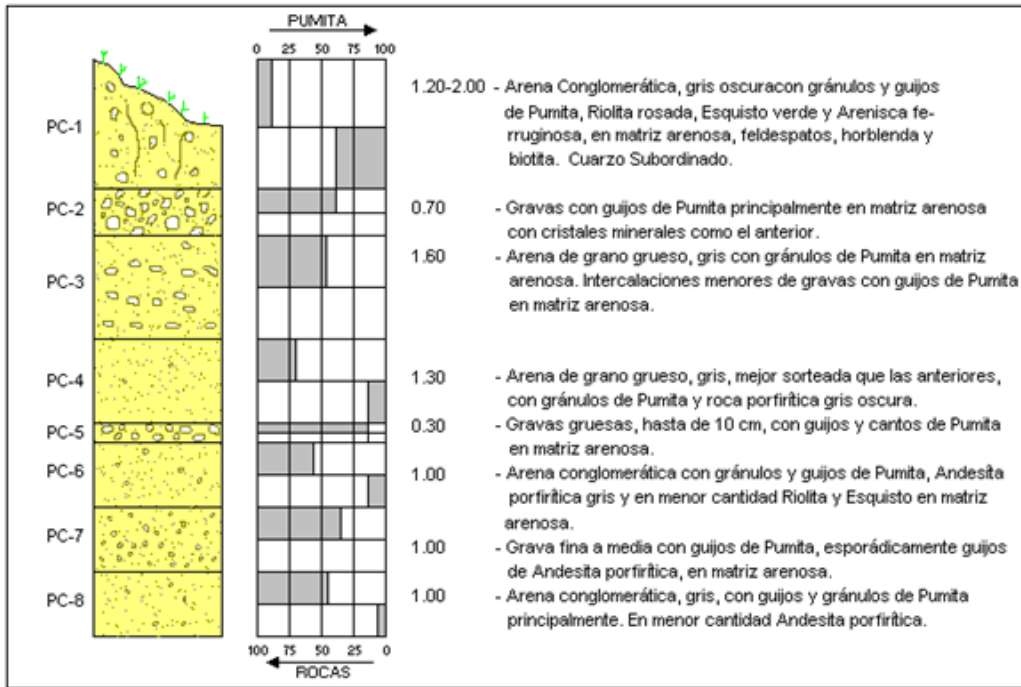 PUMITA
0 25 50 75 100
PC-1
1.20-2.00 - Arena Conglomerática, gris oscuracon gránulos y guijos
de Pumita, Riolita rosada, Esquisto verde y Arenisca fe-
rruginosa, en matriz arenosa, feldespatos, horblenda y
biotita. Cuarzo Subordinado.
PC-2
0.70 - Gravas con guijos de Pumita principalmente en matriz arenosa
con cristales minerales como el anterior.
PC-3
1.60 - Arena de grano grueso, gris con gránulos de Pumita en matriz
arenosa. Intercalaciones menores de gravas con guijos de Pumita
en matriz arenosa.
PC-4
1.30 - Arena de grano grueso, gris, mejor sorteada que las anteriores,
con gránulos de Pumita y roca porfirítica gris oscura.
PC-5
0.30 - Gravas gruesas, hasta de 10 cm, con guijos y cantos de Pumita
en matriz arenosa.
PC-6
1.00 - Arena conglomerática con gránulos y guijos de Pumita, Andesíta
porfirítica gris y en menor cantidad Riolita y Esquisto en matriz
arenosa.
PC-7
1.00 - Grava fina a media con guijos de Pumita, esporádicamente guijos
de Andesita porfirítica, en matriz arenosa.
PC-8
1.00 - Arena conglomerática, gris, con guijos y gránulos de Pumita
principalmente. En menor cantidad Andesita porfirítica.
100 75 50 25 0
ROCAS